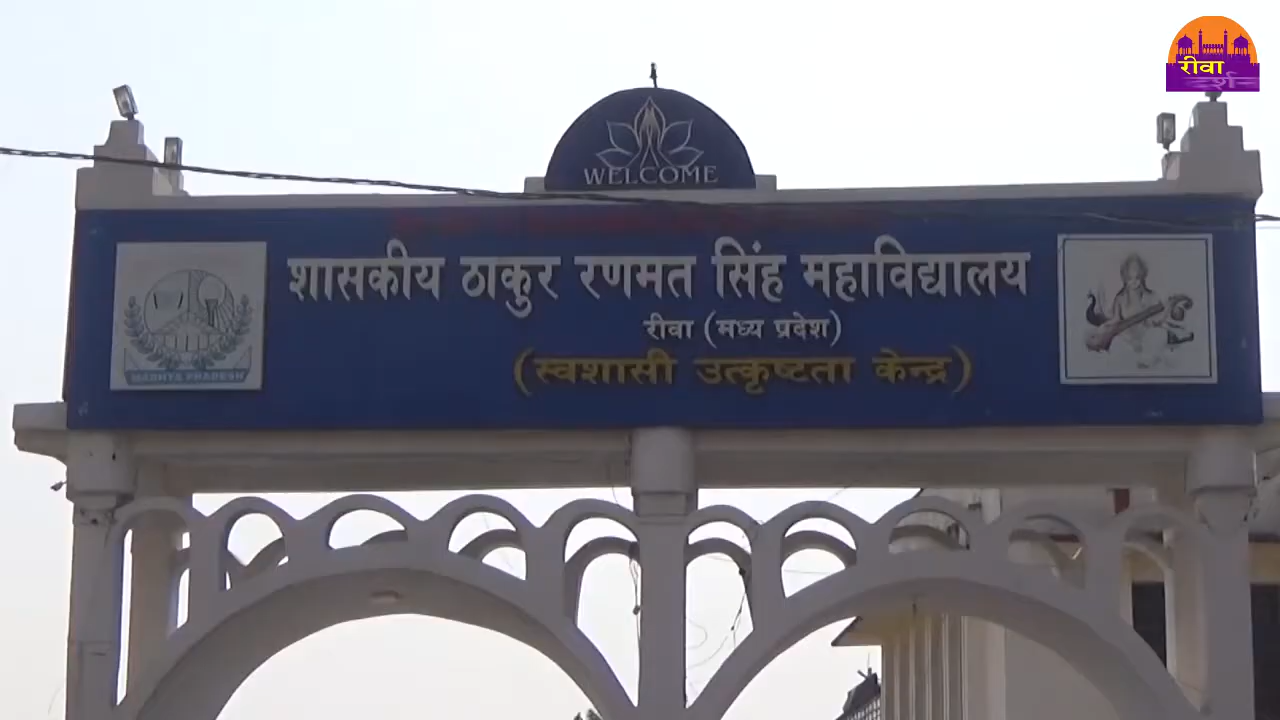 रीवा
WELCOME
शासकीय ठाकुर रणमत सिंह महाविद्यालय
रीवा (मध्य प्रदेश)
(स्वशासी उत्कृष्टता केन्द्र)
MADHYA PRADESH